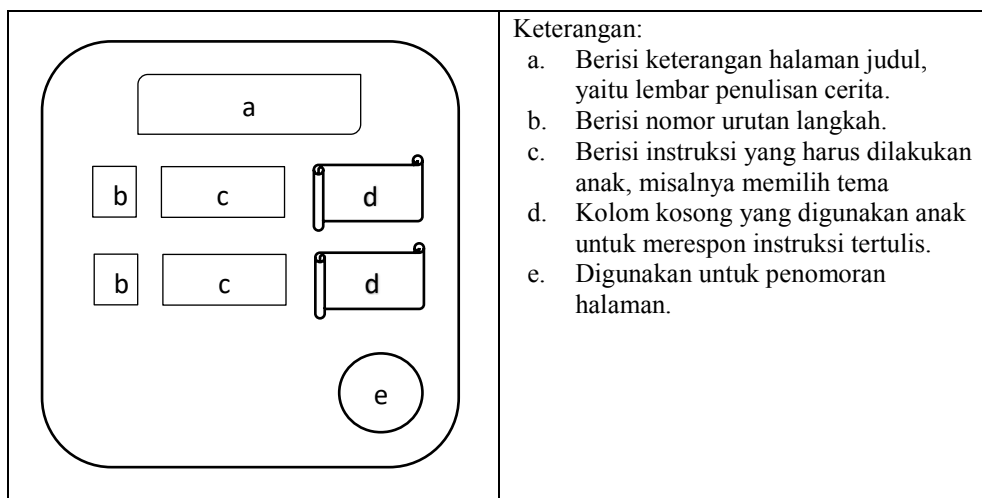 a
b c d
b c d
e
Keterangan:
a. Berisi keterangan halaman judul,
yaitu lembar penulisan cerita.
b. Berisi nomor urutan langkah.
c. Berisi instruksi yang harus dilakukan
anak, misalnya memilih tema
d. Kolom kosong yang digunakan anak
untuk merespon instruksi tertulis.
e. Digunakan untuk penomoran
halaman.